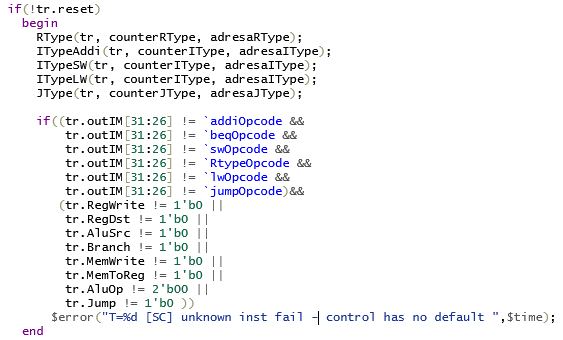 if(!tr.reset)
begin
RType(tr, counterRType, adresaRType);
ITypeAddi(tr, counterIType, adresaIType);
ITypeSW(tr, counterIType, adresaIType);
ITypeLW(tr, counterIType, adresaIType);
JType(tr, counterJType, adresaJType);
if((tr.outIM[31:26] != `addiOpcode &&
tr.outIM[31:26] != `beqOpcode &&
tr.outIM[31:26] != `swOpcode &&
tr.outIM[31:26] != `RtypeOpcode &&
tr.outIM[31:26] != `lwOpcode &&
tr.outIM[31:26] != `jumpOpcode)&&
(tr.RegWrite != 1'b0 ||
tr.RegDst != 1'b0 ||
tr.AluSrc != 1'b0 ||
tr.Branch != 1'b0 ||
tr.MemWrite != 1'b0 ||
tr.MemToReg != 1'b0 ||
tr.AluOp != 2'b00 ||
tr.Jump != 1'b0 ))
$error("T=%d [SC] unknown inst fail - control has no default ",$time);
end